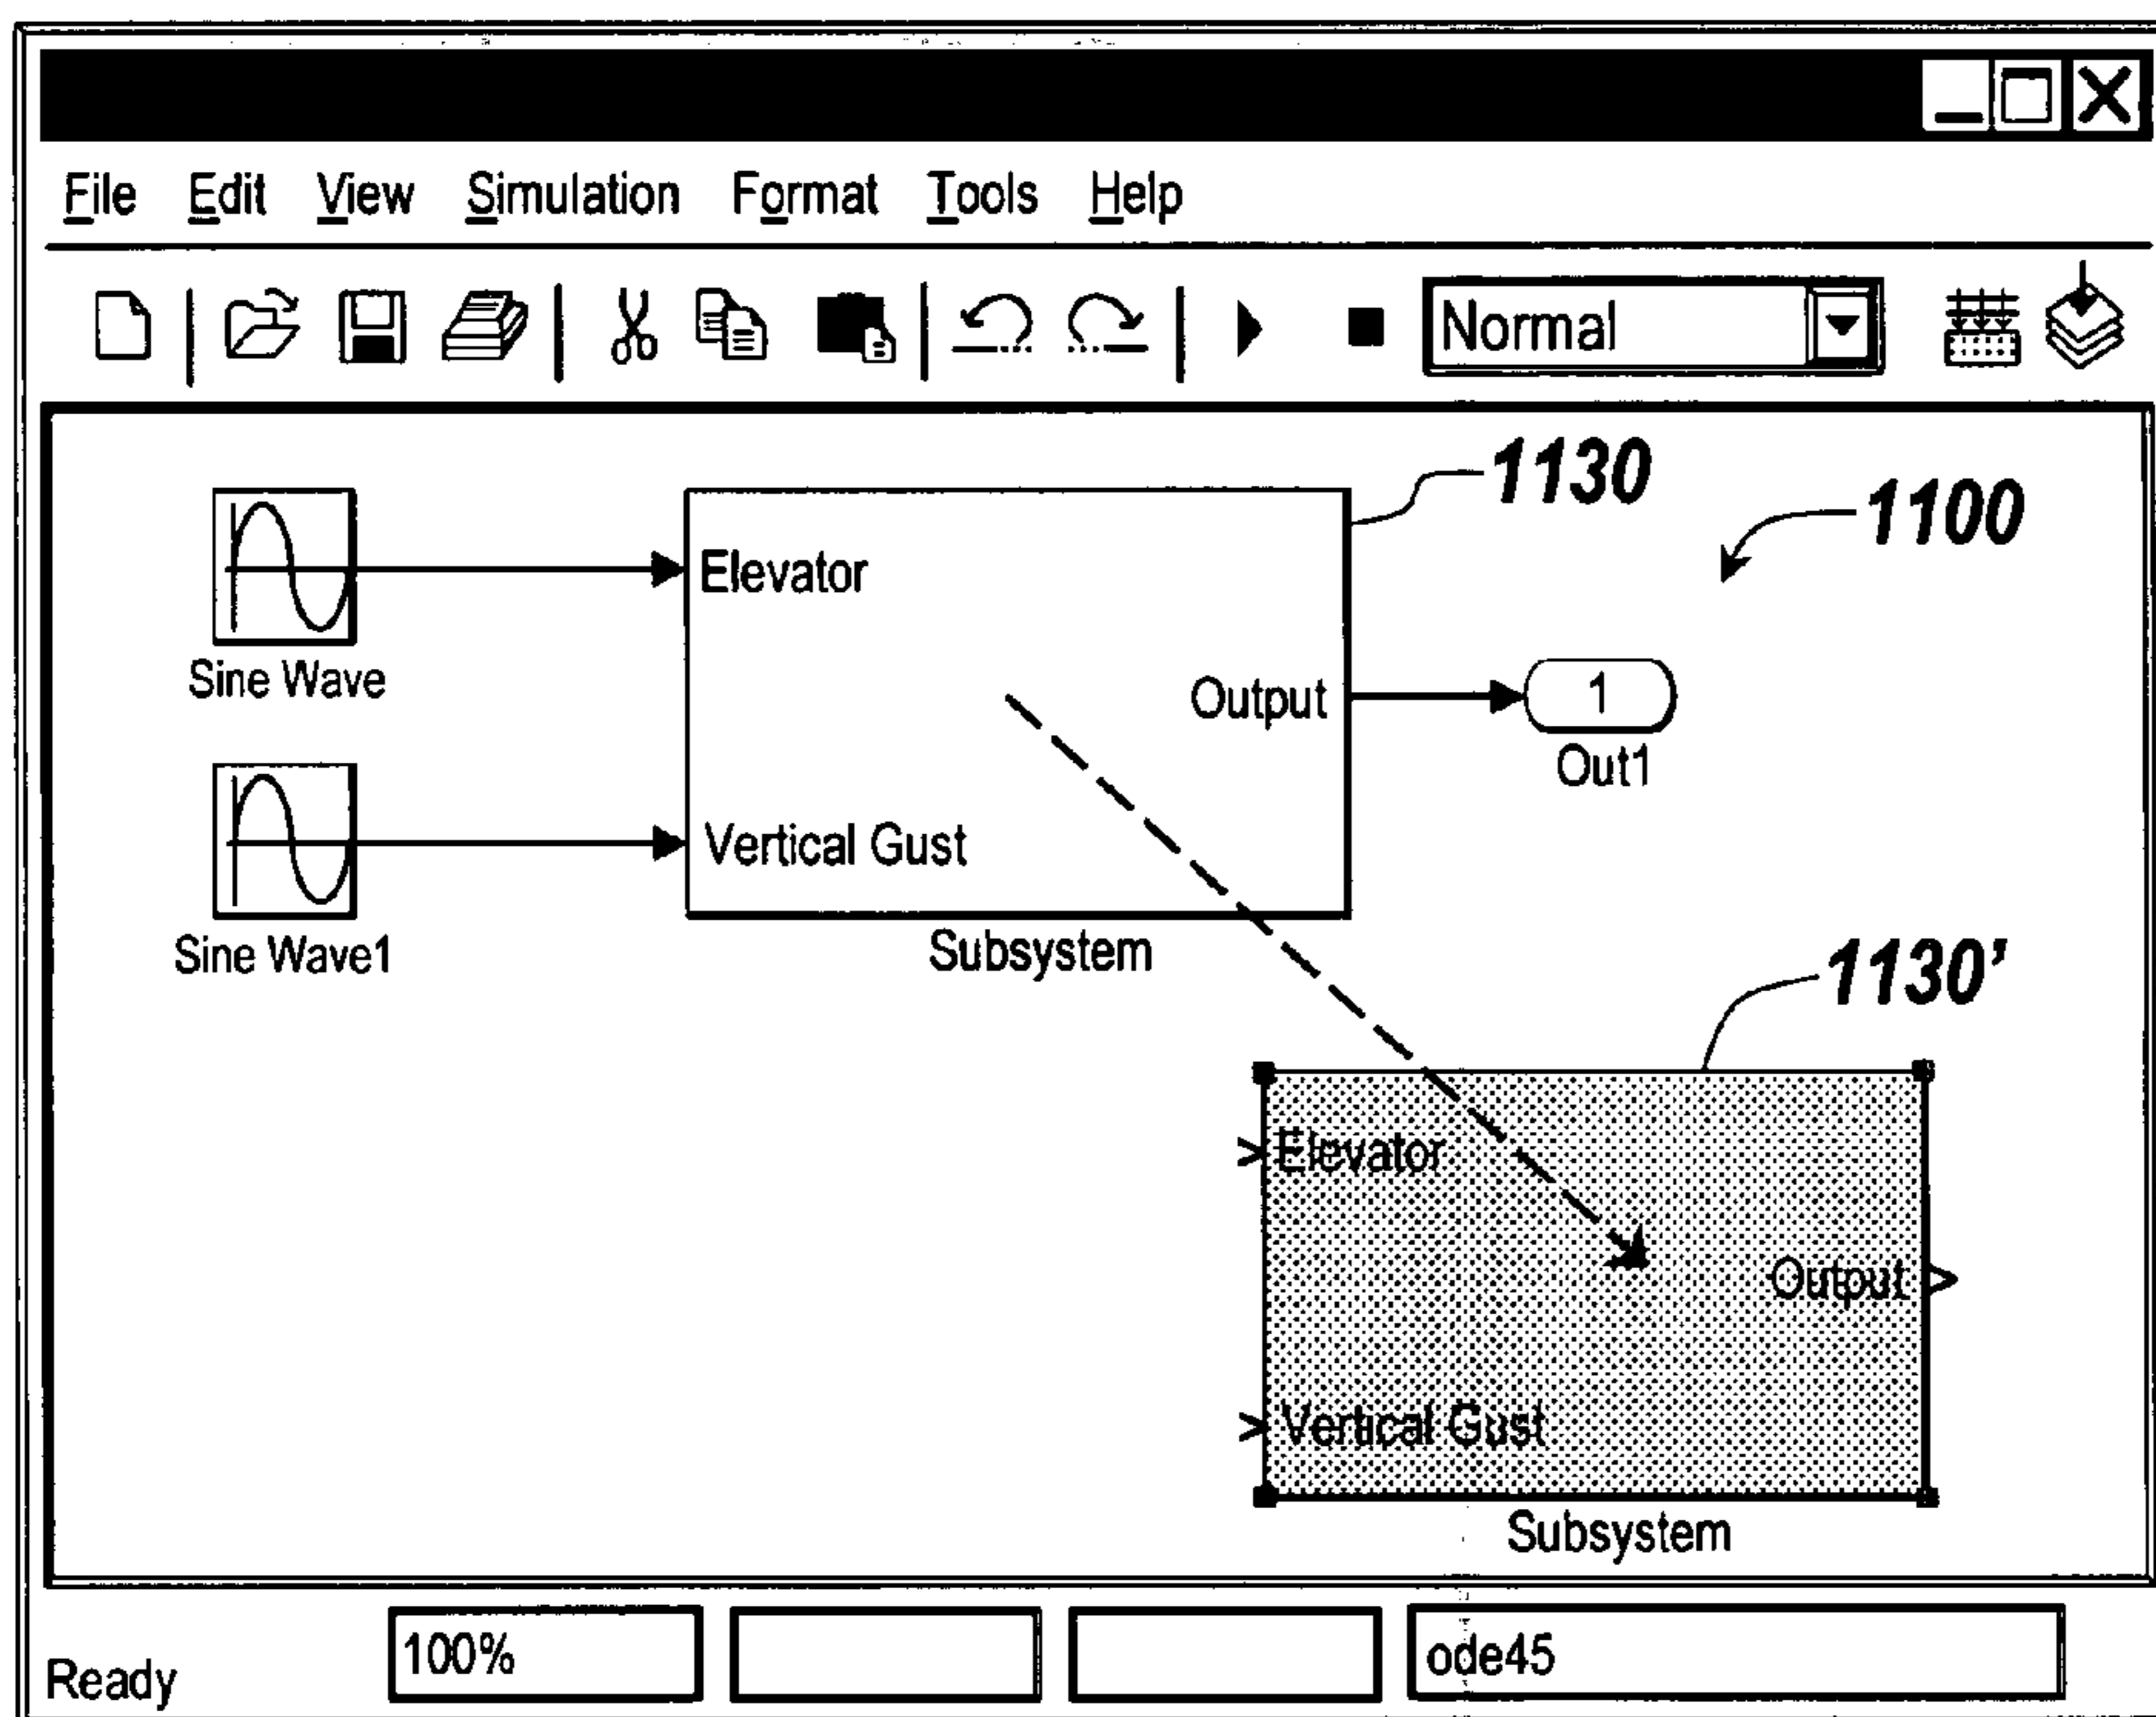 File Edit View Simulation Format Tools Help
Normal
1130
1100
Elevator
Sine Wave
Output
1
Out1
Vertical Gust
Sine Wave1
Subsystem
1130’
Elevator
Output
Vertical Gust
Subsystem
Ready 100% ode45